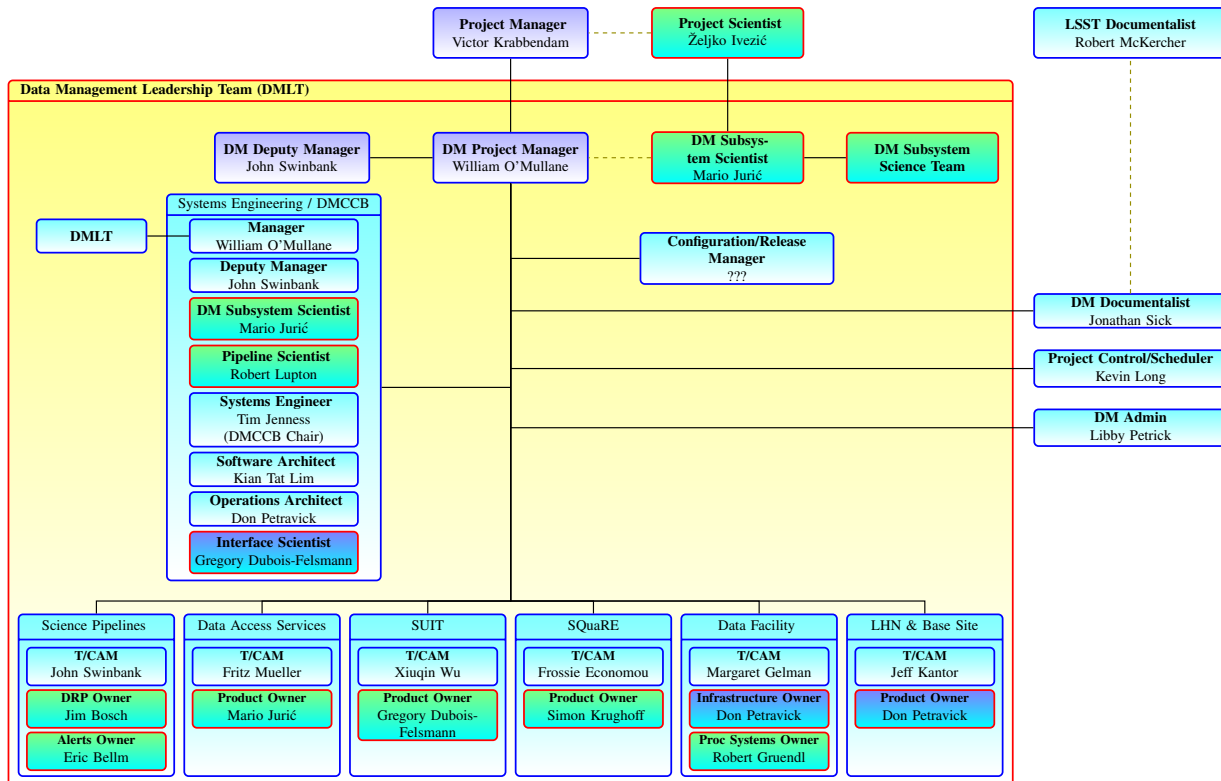 Project Manager
Victor Krabbendam
Project Scientist
Željko Ivezić
LSST Documentalist
Robert McKercher
Data Management Leadership Team (DMLT)
DM Deputy Manager
John Swinbank
DM Project Manager
William O’Mullane
DM Subsys-
tem Scientist
Mario Jurić
DM Subsystem
Science Team
Systems Engineering / DMCCB
DMLT
Manager
William O’Mullane
Deputy Manager
John Swinbank
DM Subsystem Scientist
Mario Jurić
Pipeline Scientist
Robert Lupton
Systems Engineer
Tim Jenness
(DMCCB Chair)
Software Architect
Kian Tat Lim
Operations Architect
Don Petravick
Interface Scientist
Gregory Dubois-Felsmann
Configuration/Release
Manager
???
DM Documentalist
Jonathan Sick
Project Control/Scheduler
Kevin Long
DM Admin
Libby Petrick
Science Pipelines
T/CAM
John Swinbank
DRP Owner
Jim Bosch
Alerts Owner
Eric Bellm
Data Access Services
T/CAM
Fritz Mueller
Product Owner
Mario Jurić
SUIT
T/CAM
Xiuqin Wu
Product Owner
Gregory Dubois-
Felsmann
SQuaRE
T/CAM
Frossie Economou
Product Owner
Simon Krughoff
Data Facility
T/CAM
Margaret Gelman
Infrastructure Owner
Don Petravick
Proc Systems Owner
Robert Gruendl
LHN & Base Site
T/CAM
Jeff Kantor
Product Owner
Don Petravick